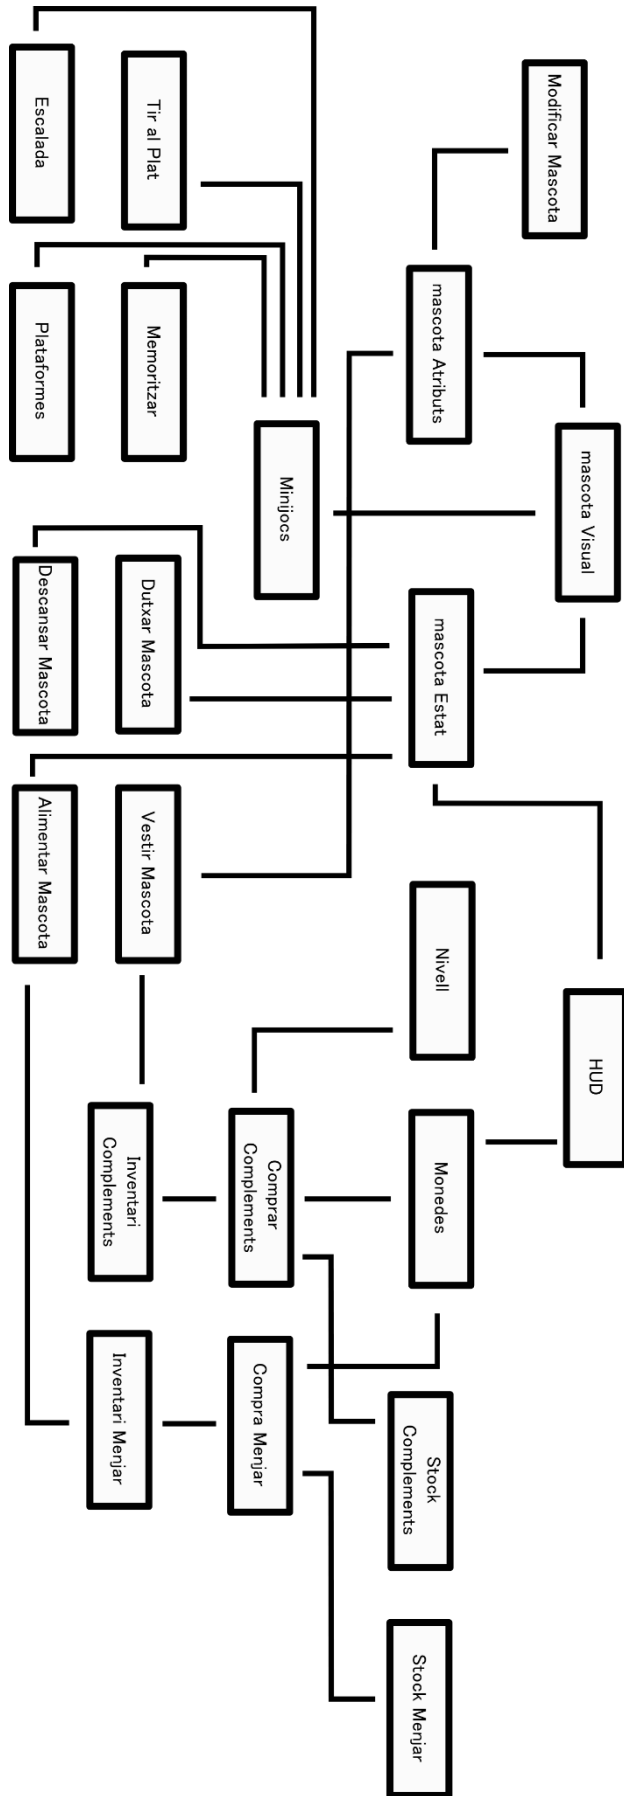 HUD
mascota Visual
Modificar Mascota
mascota Atributs
mascota Estat
Nivell
Monedes
Stock
Complements
Stock Menjar
Minijocs
Comprar
Complements
Compra Menjar
Tir al Plat
Memoritzar
Dutxar Mascota
Vestir Mascota
Inventari
Complements
Inventari Menjar
Escalada
Plataformes
Descansar Mascota
Alimentar Mascota